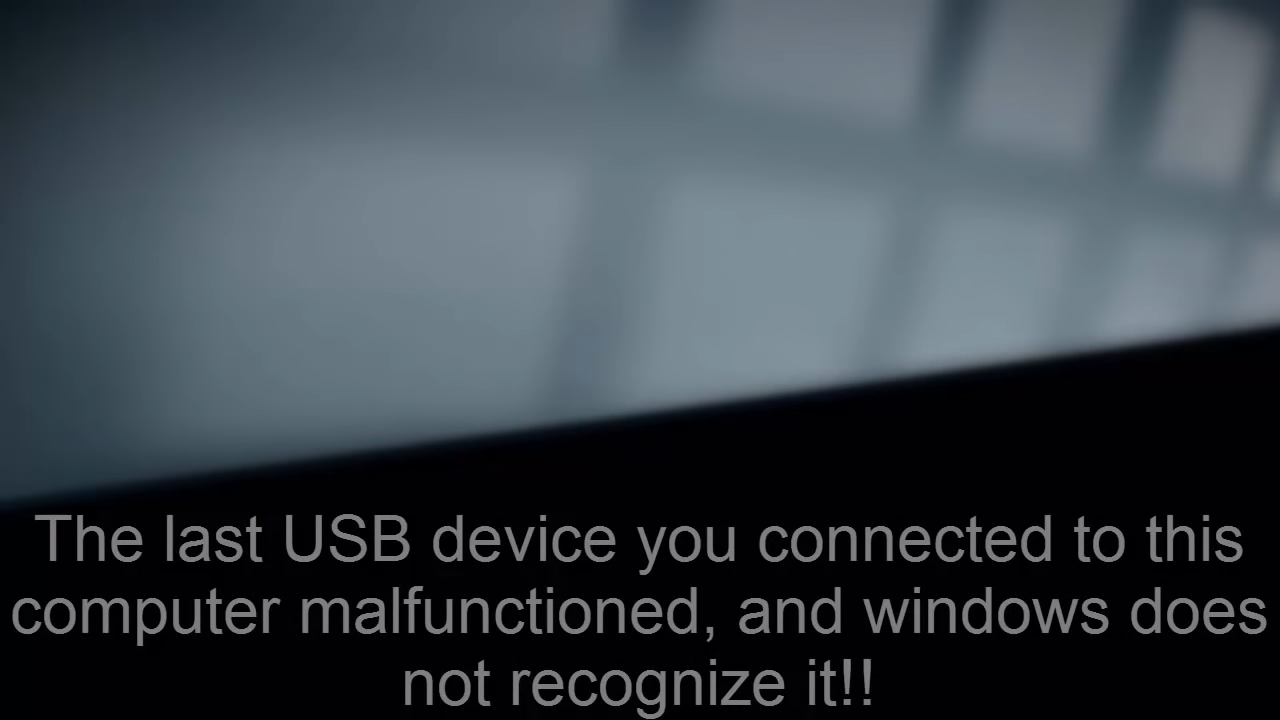 The last USB device you connected to this
computer malfunctioned, and windows does
not recognize it!!